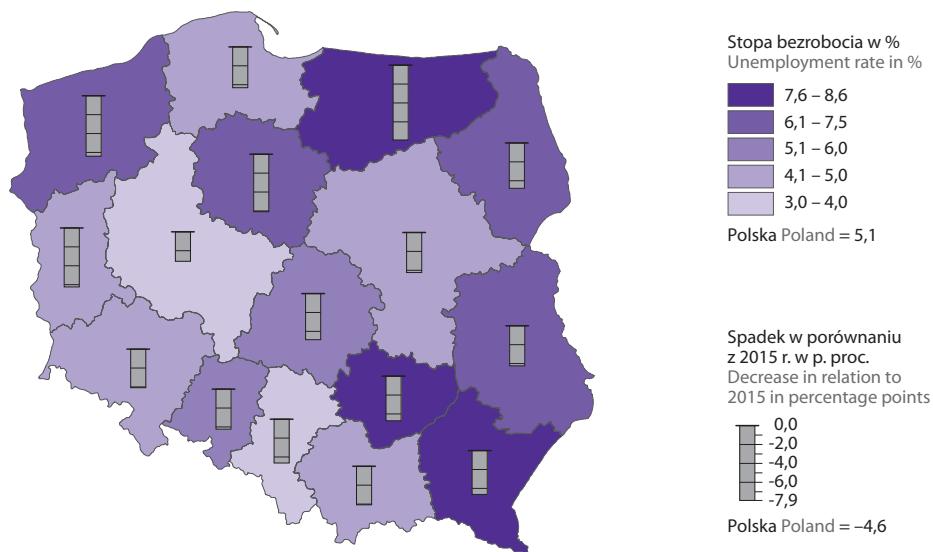 Stopa bezrobocia w %
Unemployment rate in %
7,6 – 8,6
6,1 – 7,5
5,1 – 6,0
4,1 – 5,0
3,0 – 4,0
Polska Poland = 5,1
Spadek w porównaniu
z 2015 r. w p. proc.
Decrease in relation to
2015 in percentage points
0,0
-2,0
-4,0
-6,0
-7,9
Polska Poland = –4,6